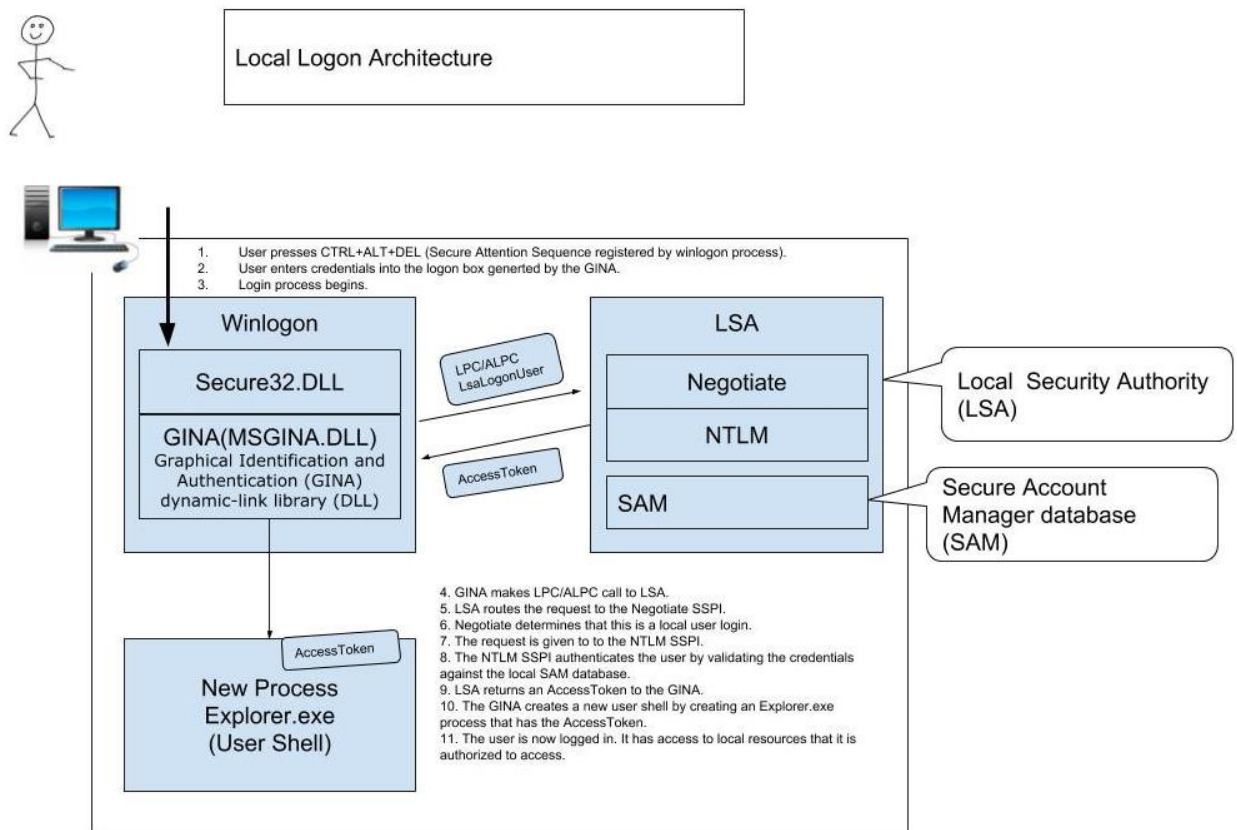 Local Logon Architecture
1. User presses CTRL+ALT+DEL (Secure Attention Sequence registered by winlogon process).
2. User enters credentials into the logon box generted by the GINA.
3. Login process begins.
Winlogon
Secure32.DLL
GINA(MSGINA.DLL)
Graphical Identification and
Authentication (GINA)
dynamic-link library (DLL)
LPC/ALPC
LsaLogonUser
AccessToken
LSA
Negotiate
NTLM
SAM
Local Security Authority
(LSA)
Secure Account
Manager database
(SAM)
4. GINA makes LPC/ALPC call to LSA.
5. LSA routes the request to the Negotiate SSPI.
6. Negotiate determines that this is a local user login.
7. The request is given to to the NTLM SSPI.
8. The NTLM SSPI authenticates the user by validating the credentials
against the local SAM database.
9. LSA returns an AccessToken to the GINA.
10. The GINA creates a new user shell by creating an Explorer.exe
process that has the AccessToken.
11. The user is now logged in. It has access to local resources that it is
authorized to access.
AccessToken
New Process
Explorer.exe
(User Shell)